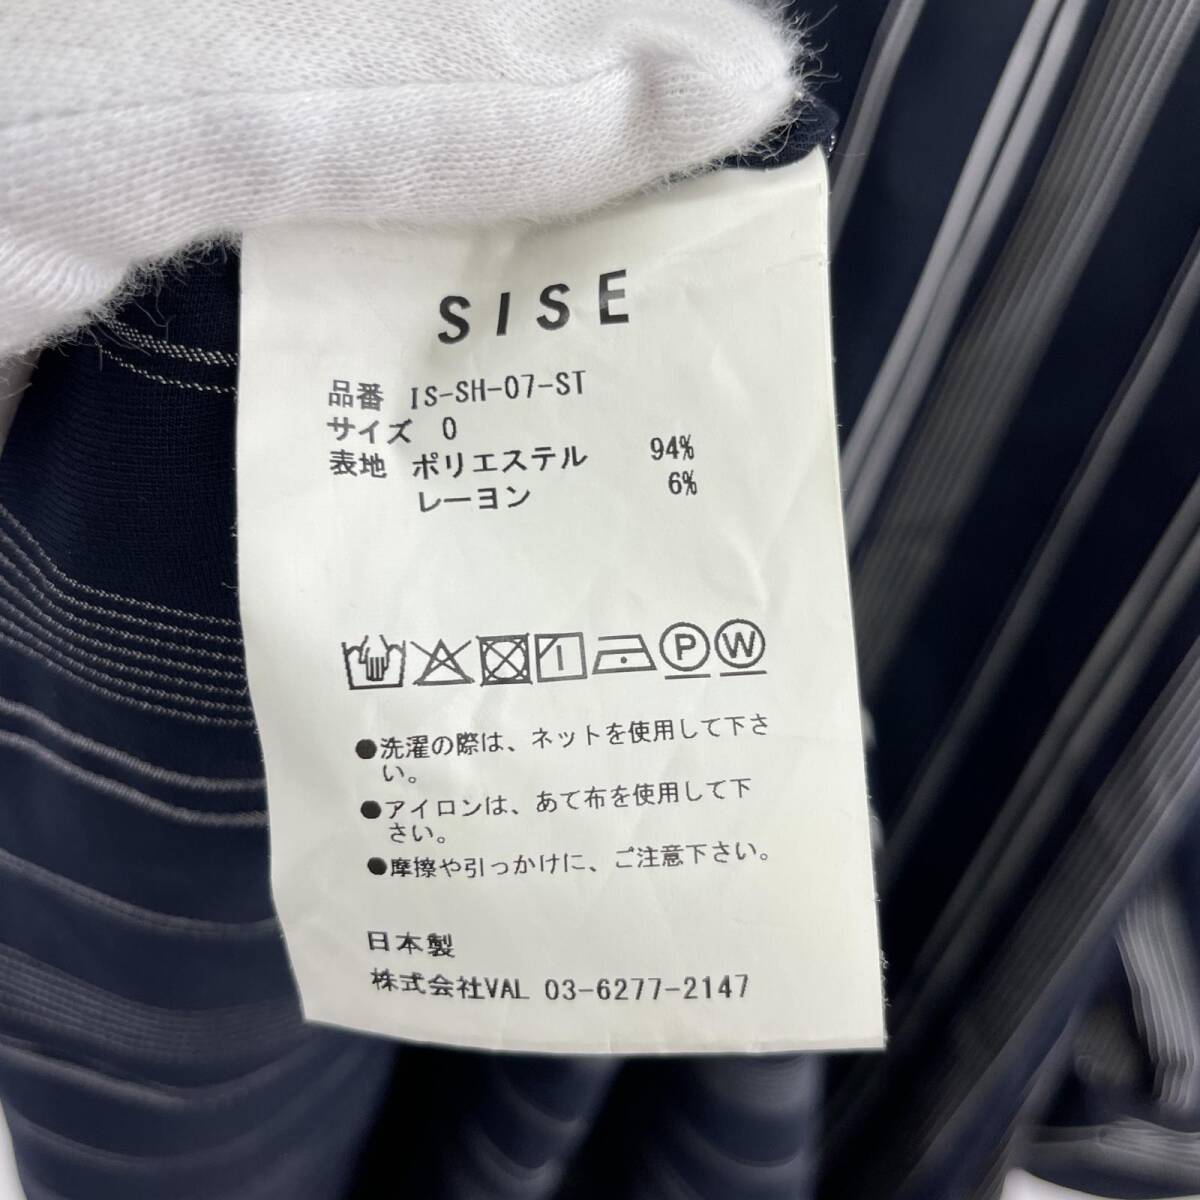 SISE
品番 IS-SH-07-ST
サイズ 0
表地 ポリエステル 94%
レーヨン 6%
P W
●洗濯の際は、ネットを使用して下さ
い。
●アイロンは、あて布を使用して下
さい。
●摩擦や引っかけに、ご注意下さい。
日本製
株式会社VAL 03-6277-2147